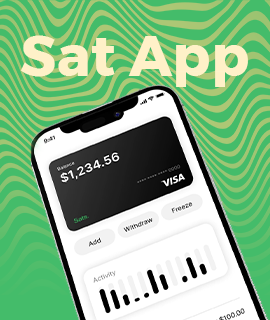 Sat App
9:41
Balance
$1,234.56
Sats.
VISA
Add
Withdraw
Freeze
Activity
$100.00